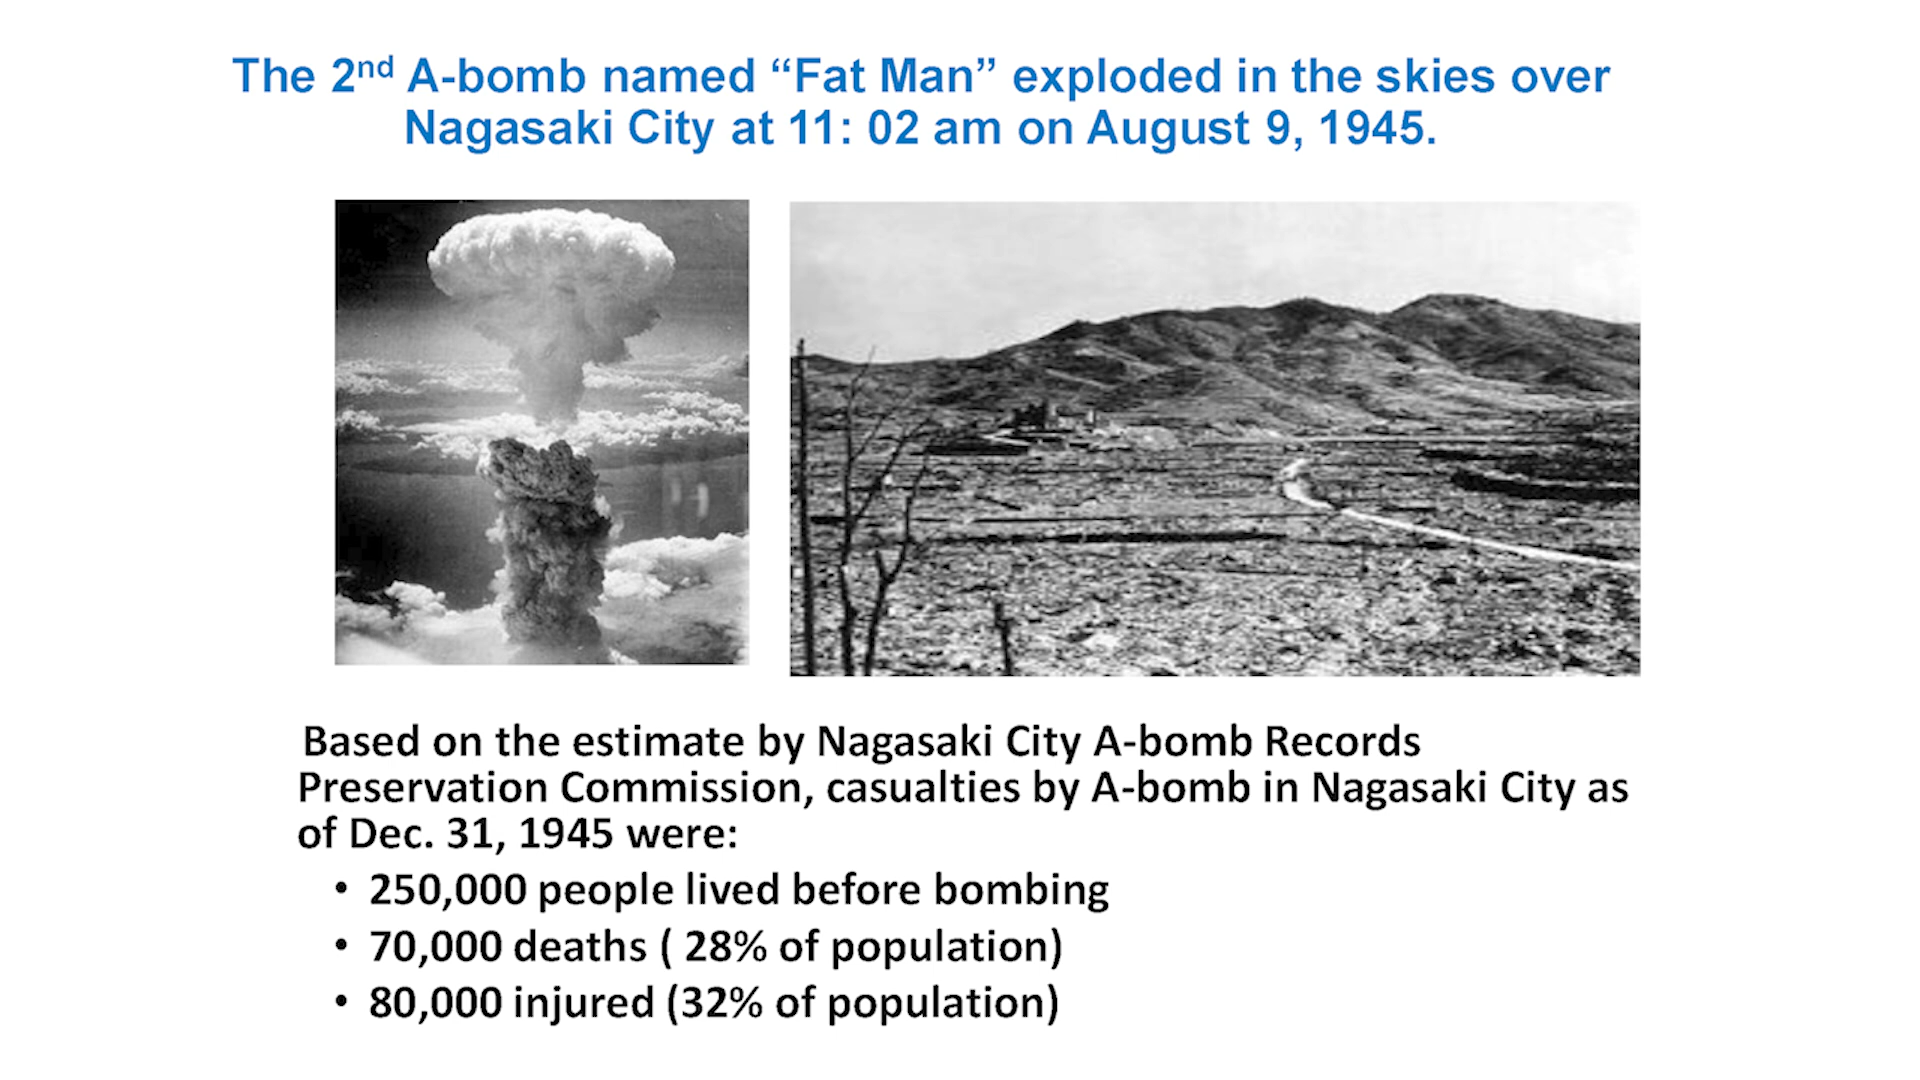 The 2nd A-bomb named “Fat Man” exploded in the skies over
Nagasaki City at 11: 02 am on August 9, 1945.
Based on the estimate by Nagasaki City A-bomb Records
Preservation Commission, casualties by A-bomb in Nagasaki City as
of Dec. 31, 1945 were:
• 250,000 people lived before bombing
• 70,000 deaths ( 28% of population)
• 80,000 injured (32% of population)